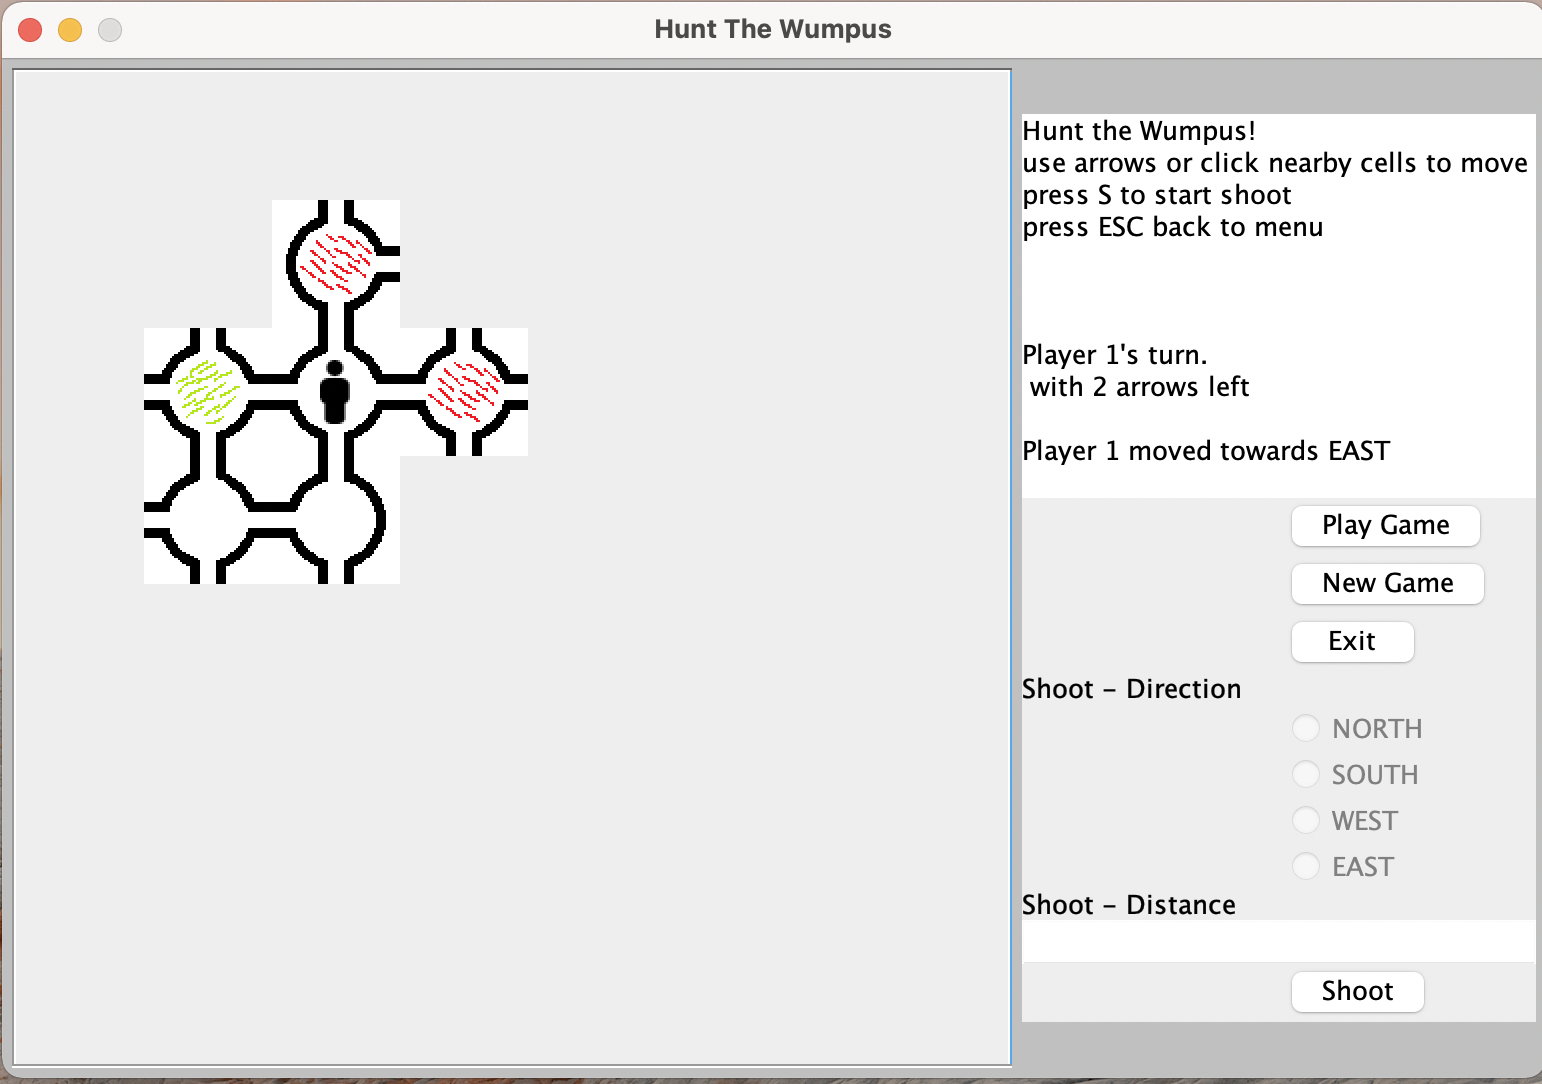 Hunt The Wumpus
Hunt the Wumpus!
use arrows or click nearby cells to move
press S to start shoot
press ESC back to menu
Player 1's turn.
with 2 arrows left
Player 1 moved towards EAST
Play Game
New Game
Exit
Shoot - Direction
NORTH
SOUTH
WEST
EAST
Shoot - Distance
Shoot